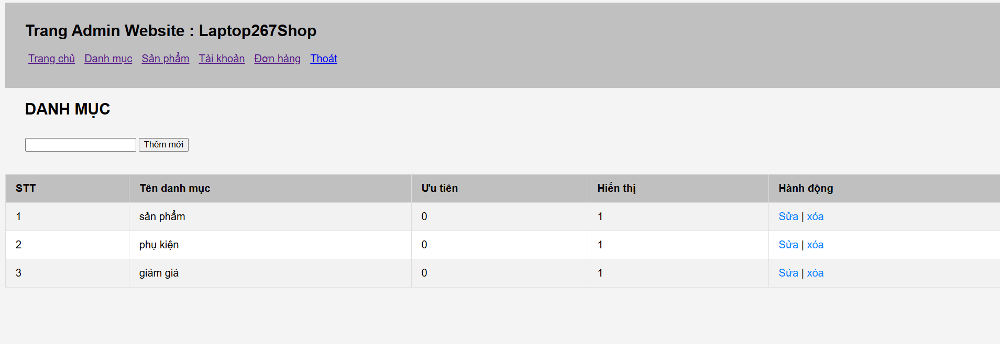 Trang Admin Website : Laptop267Shop
Trang chủ Danh mục Sản phẩm Tài khoản Đơn hàng Thoát
DANH MỤC
Thêm mới
STT Tên danh mục Ưu tiên Hiển thị Hành động
1 sản phẩm 0 1 Sửa | xóa
2 phụ kiện 0 1 Sửa | xóa
3 giảm giá 0 1 Sửa | xóa